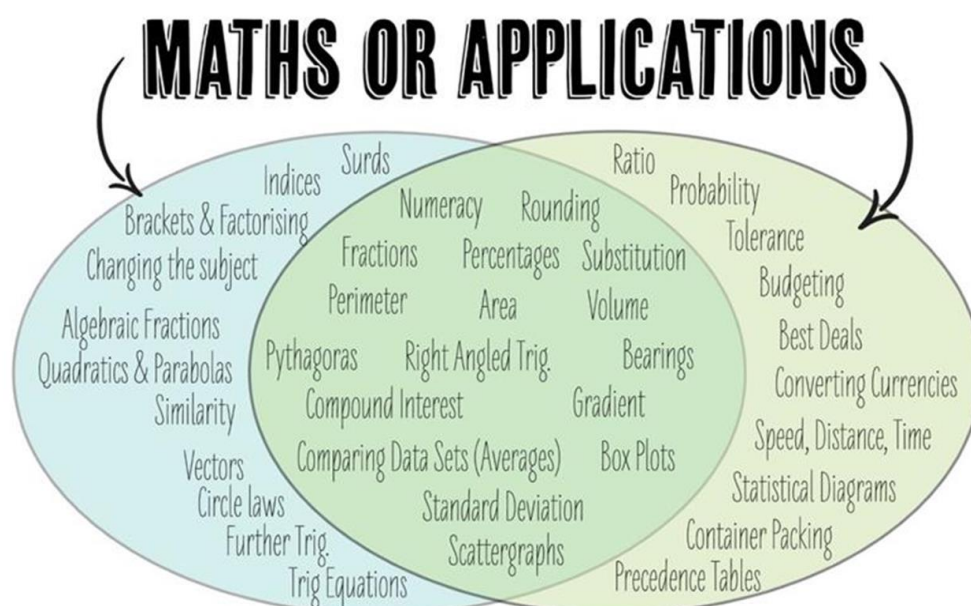 MATHS OR APPLICATIONS
Surds
Indices
Brackets & Factorising
Changing the subject
Algebraic Fractions
Quadratics & Parabolas
Similarity
Vectors
Circle laws
Further Trig.
Trig Equations
Numeracy
Rounding
Fractions
Percentages
Substitution
Perimeter
Area
Volume
Pythagoras
Right Angled Trig.
Bearings
Compound Interest
Gradient
Comparing Data Sets (Averages)
Box Plots
Standard Deviation
Scattergraphs
Ratio
Probability
Tolerance
Budgeting
Best Deals
Converting Currencies
Speed, Distance, Time
Statistical Diagrams
Container Packing
Precedence Tables